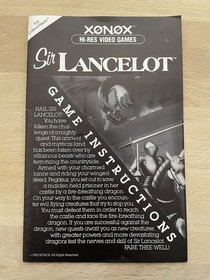 XONOX™
HI-RES VIDEO GAMES
Sir
LANCELOT™
GAME INSTRUCTIONS
HAIL SIR
LANCELOT!
You have
taken the chal-
lenge of a mighty
quest. This ancient
and mystical land
has been taken over by
villainous beasts who are
terrorizing the countryside.
Armed with your charmed
lance and riding your winged
steed, Pegasus, you set out to save
a maiden held prisoner in her
castle by a fire-breathing dragon.
On your way to the castle you encoun-
ter evil flying creatures that try to stop you.
You must defeat them in order to reach
the castle and face the fire-breathing
dragon. If you are successful against the
dragon, new quests await you as new creatures
with greater powers and more devastating
dragons test the nerves and skill of Sir Lancelot.
FARE THEE WELL!